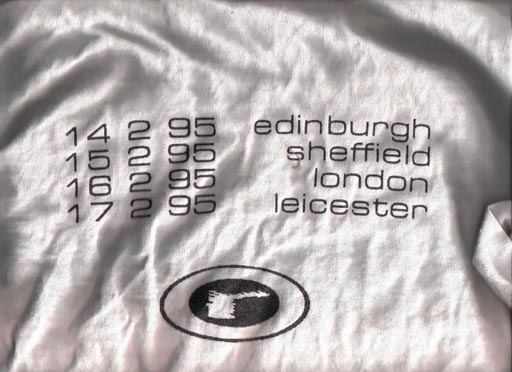 14 2 95 edinburgh
15 2 95 sheffield
16 2 95 london
17 2 95 leicester